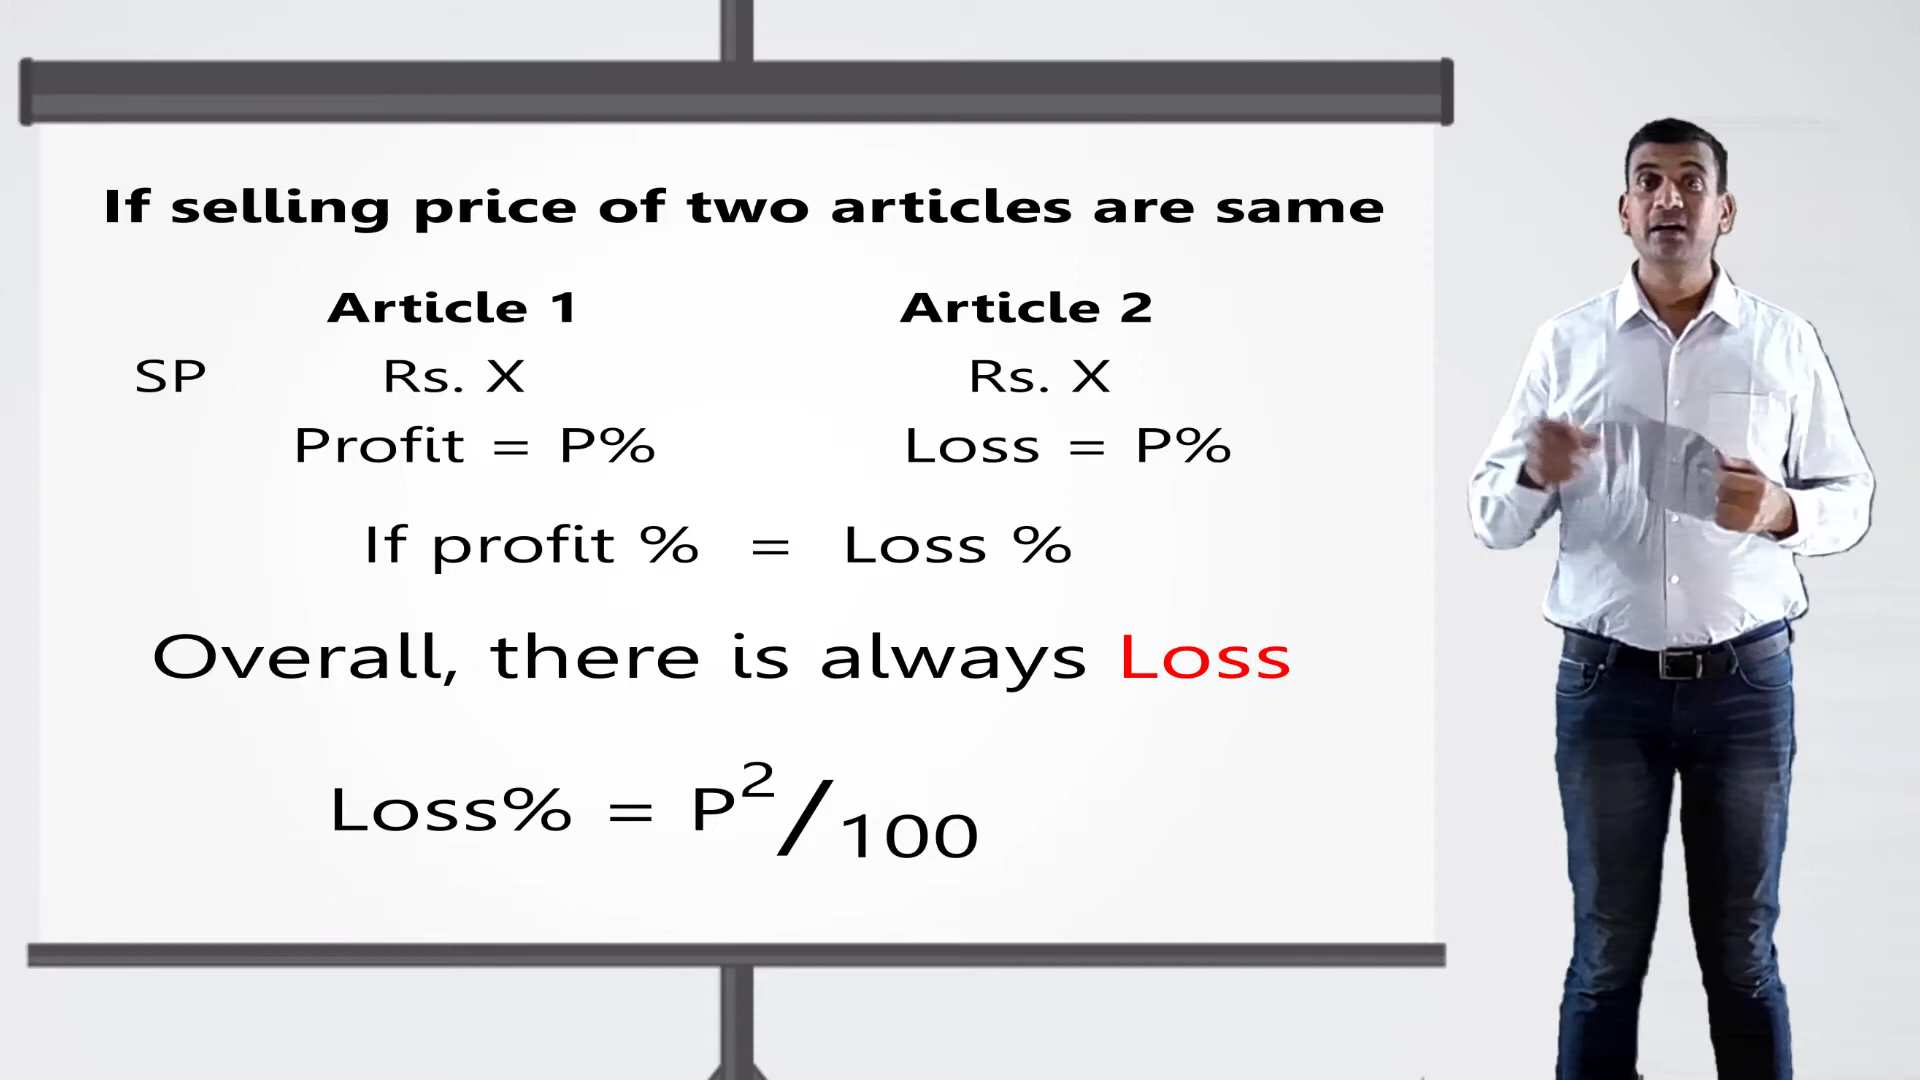 If selling price of two articles are same
Article 1 Article 2
SP Rs. X Rs. X
Profit = P% Loss = P%
If profit % = Loss %
Overall, there is always Loss
Loss% = P²/100